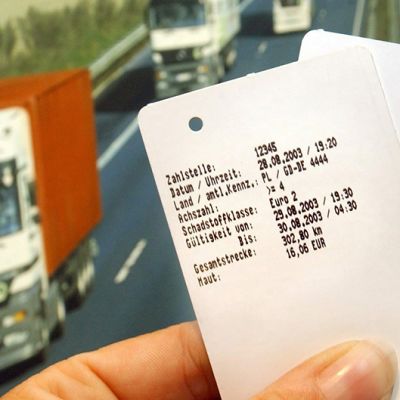 Zahlstelle: 12345
Datum / Uhrzeit: 28.08.2003 / 19:20
Land / amtl.Kennz.: PL / GD-DE 4444
Achszahl: >= 4
Schadstoffklasse: Euro 2
Gültigkeit von: 29.08.2003 / 19:30
Bis: 30.08.2003 / 04:30
Gesamtstrecke: 302.80 km
Maut: 16,06 EUR